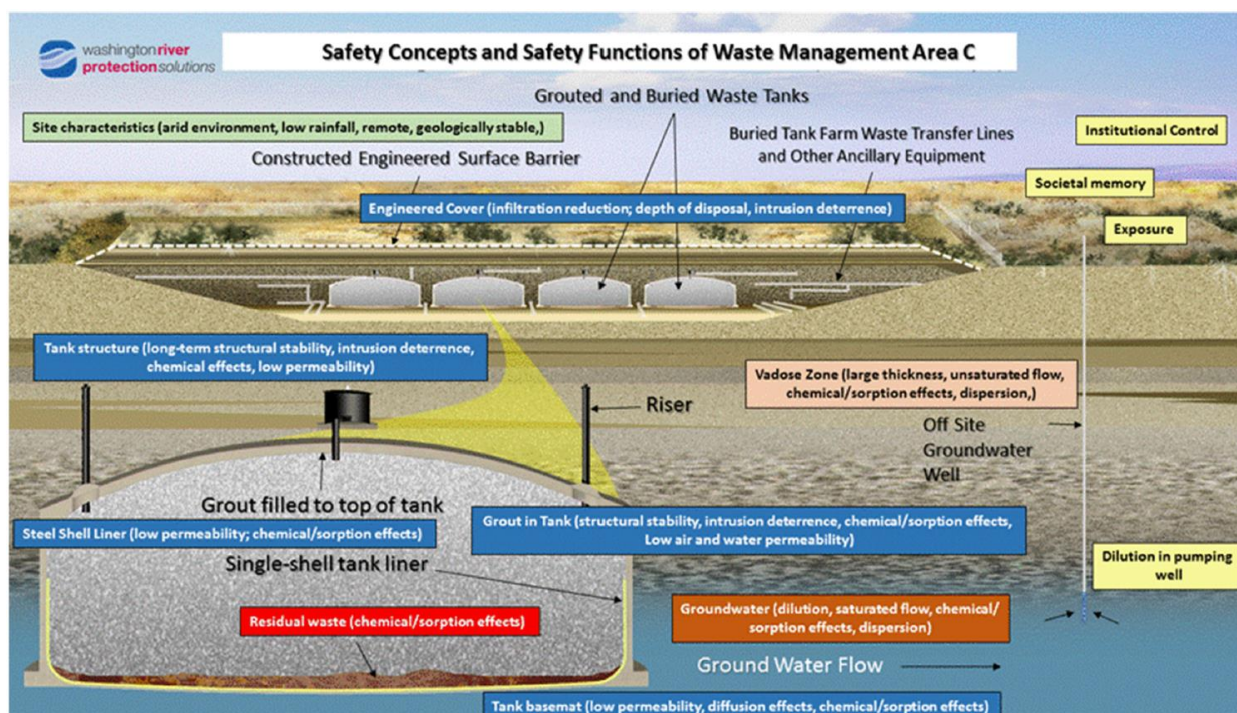 washingtonriver
protectionsolutions
Safety Concepts and Safety Functions of Waste Management Area C
Grouted and Buried Waste Tanks
Site characteristics (arid environment, low rainfall, remote, geologically stable,)
Constructed Engineered Surface Barrier
Buried Tank Farm Waste Transfer Lines
and Other Ancillary Equipment
Institutional Control
Societal memory
Engineered Cover (infiltration reduction; depth of disposal, intrusion deterrence)
Exposure
Tank structure (long-term structural stability, intrusion deterrence,
chemical effects, low permeability)
Vadose Zone (large thickness, unsaturated flow,
chemical/sorption effects, dispersion,)
Riser
Off Site
Groundwater
Well
Grout filled to top of tank
Steel Shell Liner (low permeability; chemical/sorption effects)
Grout in Tank (structural stability, intrusion deterrence, chemical/sorption effects,
Low air and water permeability)
Single-shell tank liner
Dilution in pumping
well
Residual waste (chemical/sorption effects)
Groundwater (dilution, saturated flow, chemical/
sorption effects, dispersion)
Ground Water Flow
Tank basemat (low permeability, diffusion effects, chemical/sorption effects)